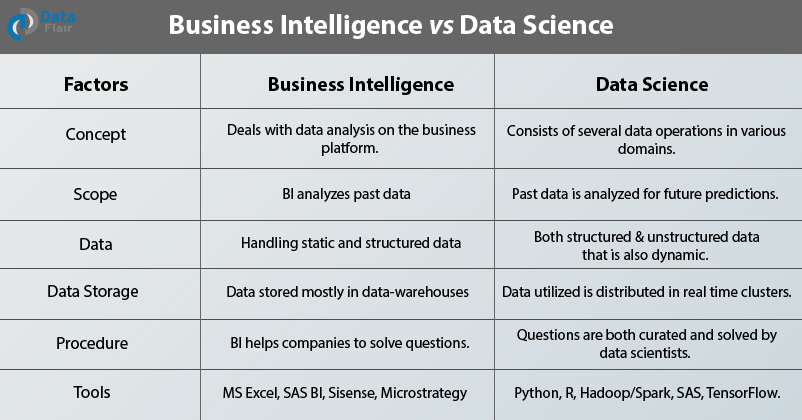 Data
Flair
Business Intelligence vs Data Science
Factors
Business Intelligence
Data Science
Concept
Deals with data analysis on the business
platform.
Consists of several data operations in various
domains.
Scope
BI analyzes past data
Past data is analyzed for future predictions.
Data
Handling static and structured data
Both structured & unstructured data
that is also dynamic.
Data Storage
Data stored mostly in data-warehouses
Data utilized is distributed in real time clusters.
Procedure
BI helps companies to solve questions.
Questions are both curated and solved by
data scientists.
Tools
MS Excel, SAS BI, Sisense, Microstrategy
Python, R, Hadoop/Spark, SAS, TensorFlow.